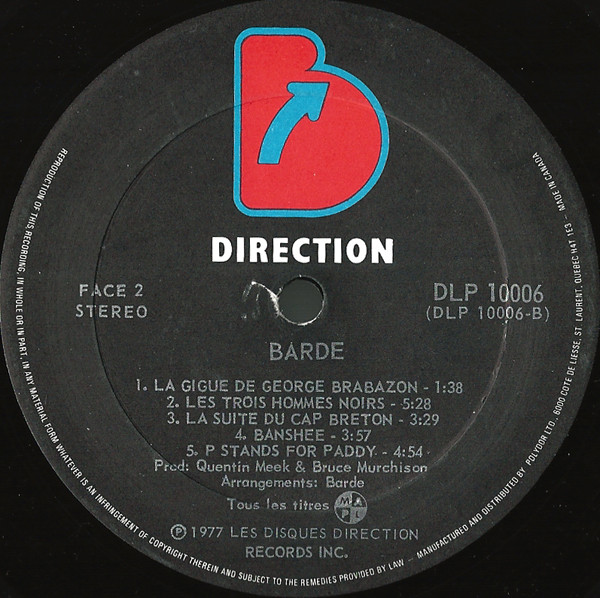 DIRECTION
FACE 2
STEREO
DLP 10006
(DLP 10006-B)
BARDE
1. LA GIGUE DE GEORGE BRABAZON - 1:38
2. LES TROIS HOMMES NOIRS - 5:28
3. LA SUITE DU CAP BRETON - 3:29
4. BANSHEE - 3:57
5. P STANDS FOR PADDY - 4:54
Prod: Quentin Meek & Bruce Murchison
Arrangements: Barde
Tous les titres MAPL
℗ 1977 LES DISQUES DIRECTION
RECORDS INC.
REPRODUCTION OF THIS RECORDING, IN WHOLE OR IN PART, IN ANY MATERIAL FORM WHATEVER IS AN INFRINGEMENT OF COPYRIGHT THEREIN AND SUBJECT TO THE REMEDIES PROVIDED BY LAW — MANUFACTURED AND DISTRIBUTED BY POLYDOR LTD., 6000 COTE DE LIESSE, ST. LAURENT, QUEBEC H4T 1E3 — MADE IN CANADA